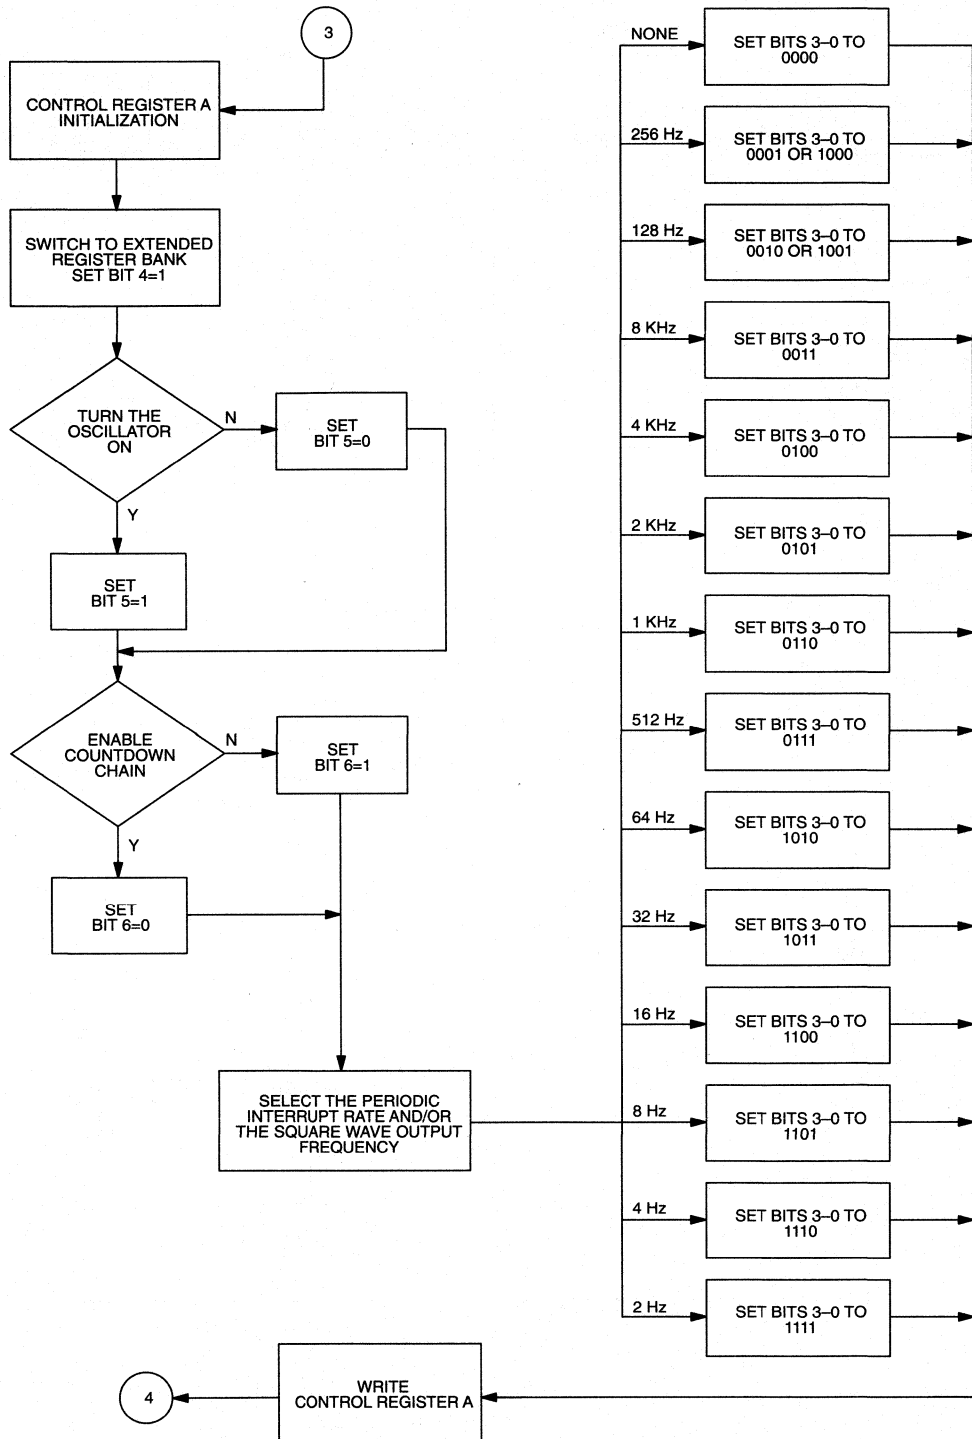 3
CONTROL REGISTER A
INITIALIZATION
SWITCH TO EXTENDED
REGISTER BANK
SET BIT 4=1
TURN THE
OSCILLATOR
ON
N
SET
BIT 5=0
Y
SET
BIT 5=1
ENABLE
COUNTDOWN
CHAIN
N
SET
BIT 6=1
Y
SET
BIT 6=0
SELECT THE PERIODIC
INTERRUPT RATE AND/OR
THE SQUARE WAVE OUTPUT
FREQUENCY
NONE
SET BITS 3–0 TO
0000
256 Hz
SET BITS 3–0 TO
0001 OR 1000
128 Hz
SET BITS 3–0 TO
0010 OR 1001
8 KHz
SET BITS 3–0 TO
0011
4 KHz
SET BITS 3–0 TO
0100
2 KHz
SET BITS 3–0 TO
0101
1 KHz
SET BITS 3–0 TO
0110
512 Hz
SET BITS 3–0 TO
0111
64 Hz
SET BITS 3–0 TO
1010
32 Hz
SET BITS 3–0 TO
1011
16 Hz
SET BITS 3–0 TO
1100
8 Hz
SET BITS 3–0 TO
1101
4 Hz
SET BITS 3–0 TO
1110
2 Hz
SET BITS 3–0 TO
1111
WRITE
CONTROL REGISTER A
4